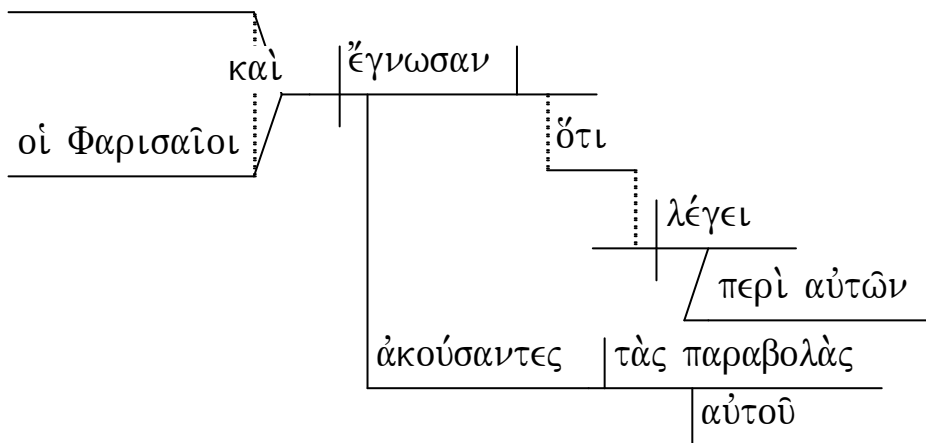 καὶ
ἔγνωσαν
οἱ Φαρισαῖοι
ὅτι
λέγει
περὶ αὐτῶν
ἀκούσαντες τὰς παραβολὰς
αὐτοῦ